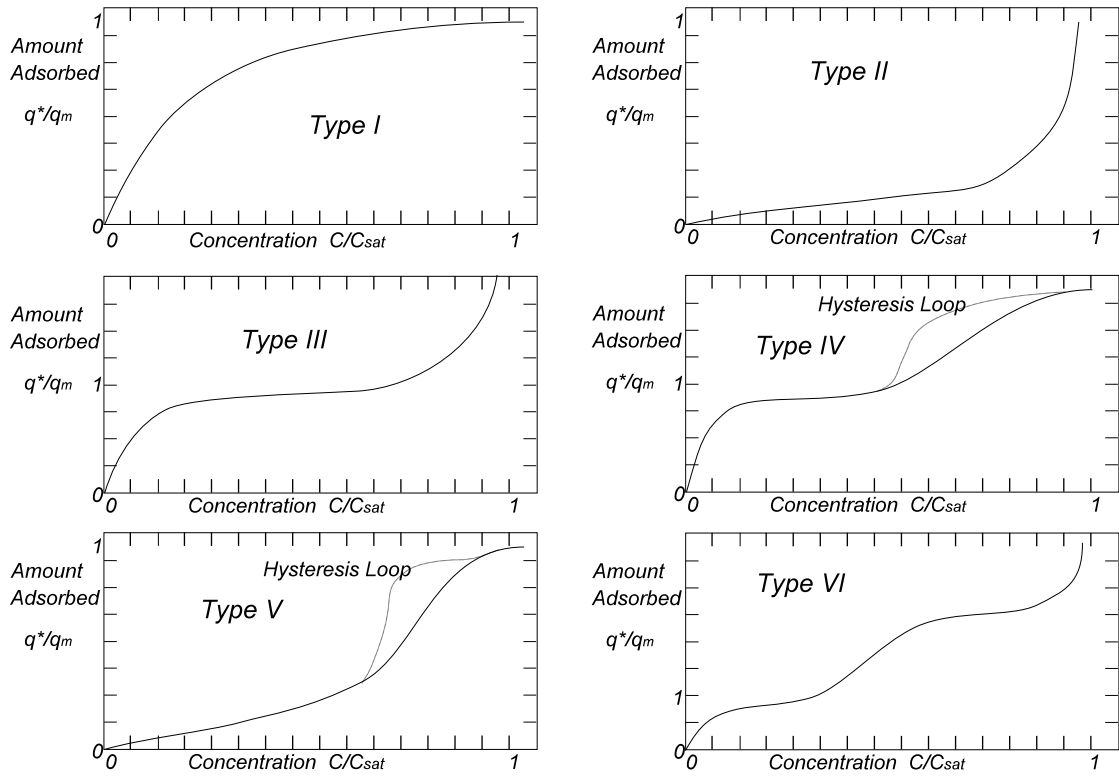 1
Amount
Adsorbed
q*/qm
Type I
0
0
Concentration C/Csat
1
1
Amount
Adsorbed
q*/qm
Type II
0
0
Concentration C/Csat
1
Amount
Adsorbed
q*/qm
1
Type III
0
0
Concentration C/Csat
1
Hysteresis Loop
Amount
Adsorbed
q*/qm
1
Type IV
0
0
Concentration C/Csat
1
1
Hysteresis Loop
Amount
Adsorbed
q*/qm
Type V
0
0
Concentration C/Csat
1
Amount
Adsorbed
q*/qm
Type VI
1
0
0
Concentration C/Csat
1